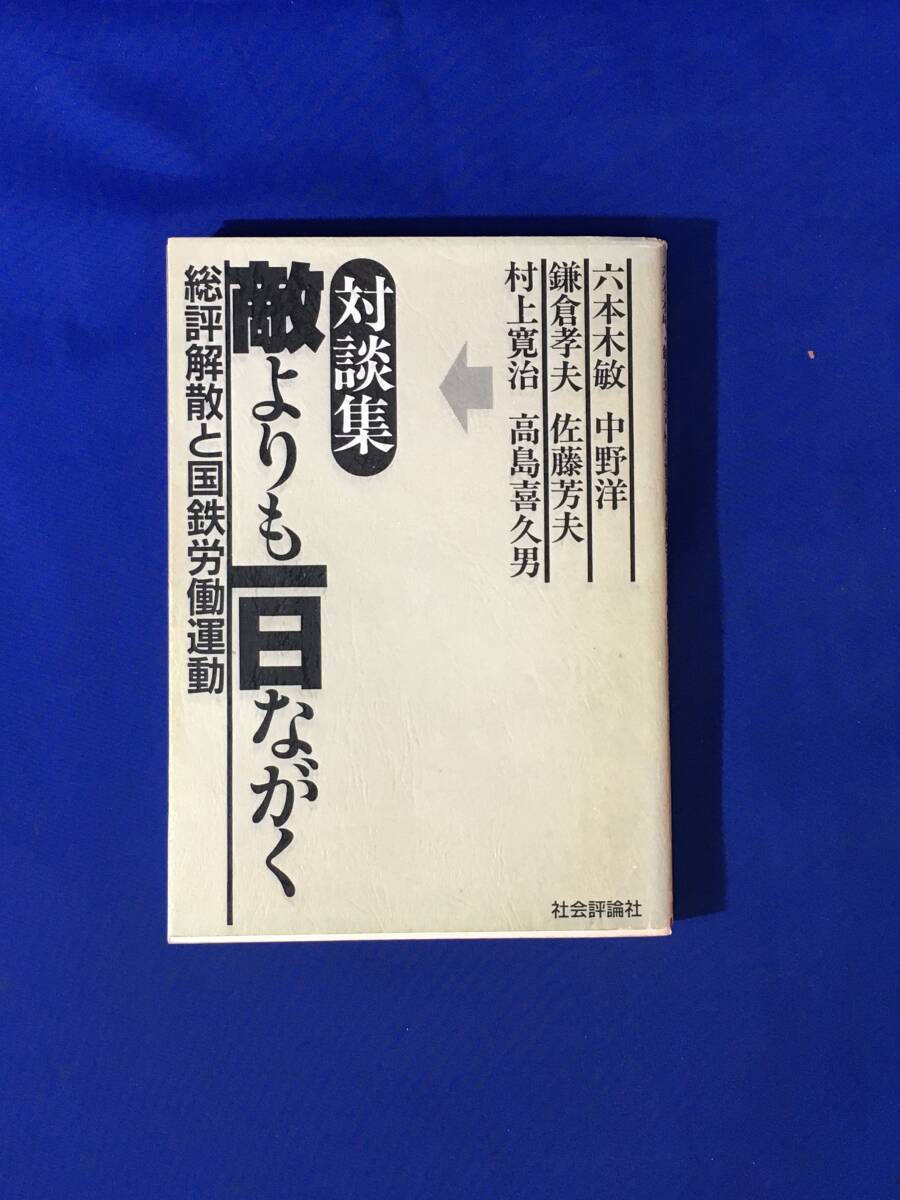 六本木敏　中野洋
鎌倉孝夫　佐藤芳夫
村上寛治　高島喜久男
対談集
敵よりも一日ながく
総評解散と国鉄労働運動
社会評論社